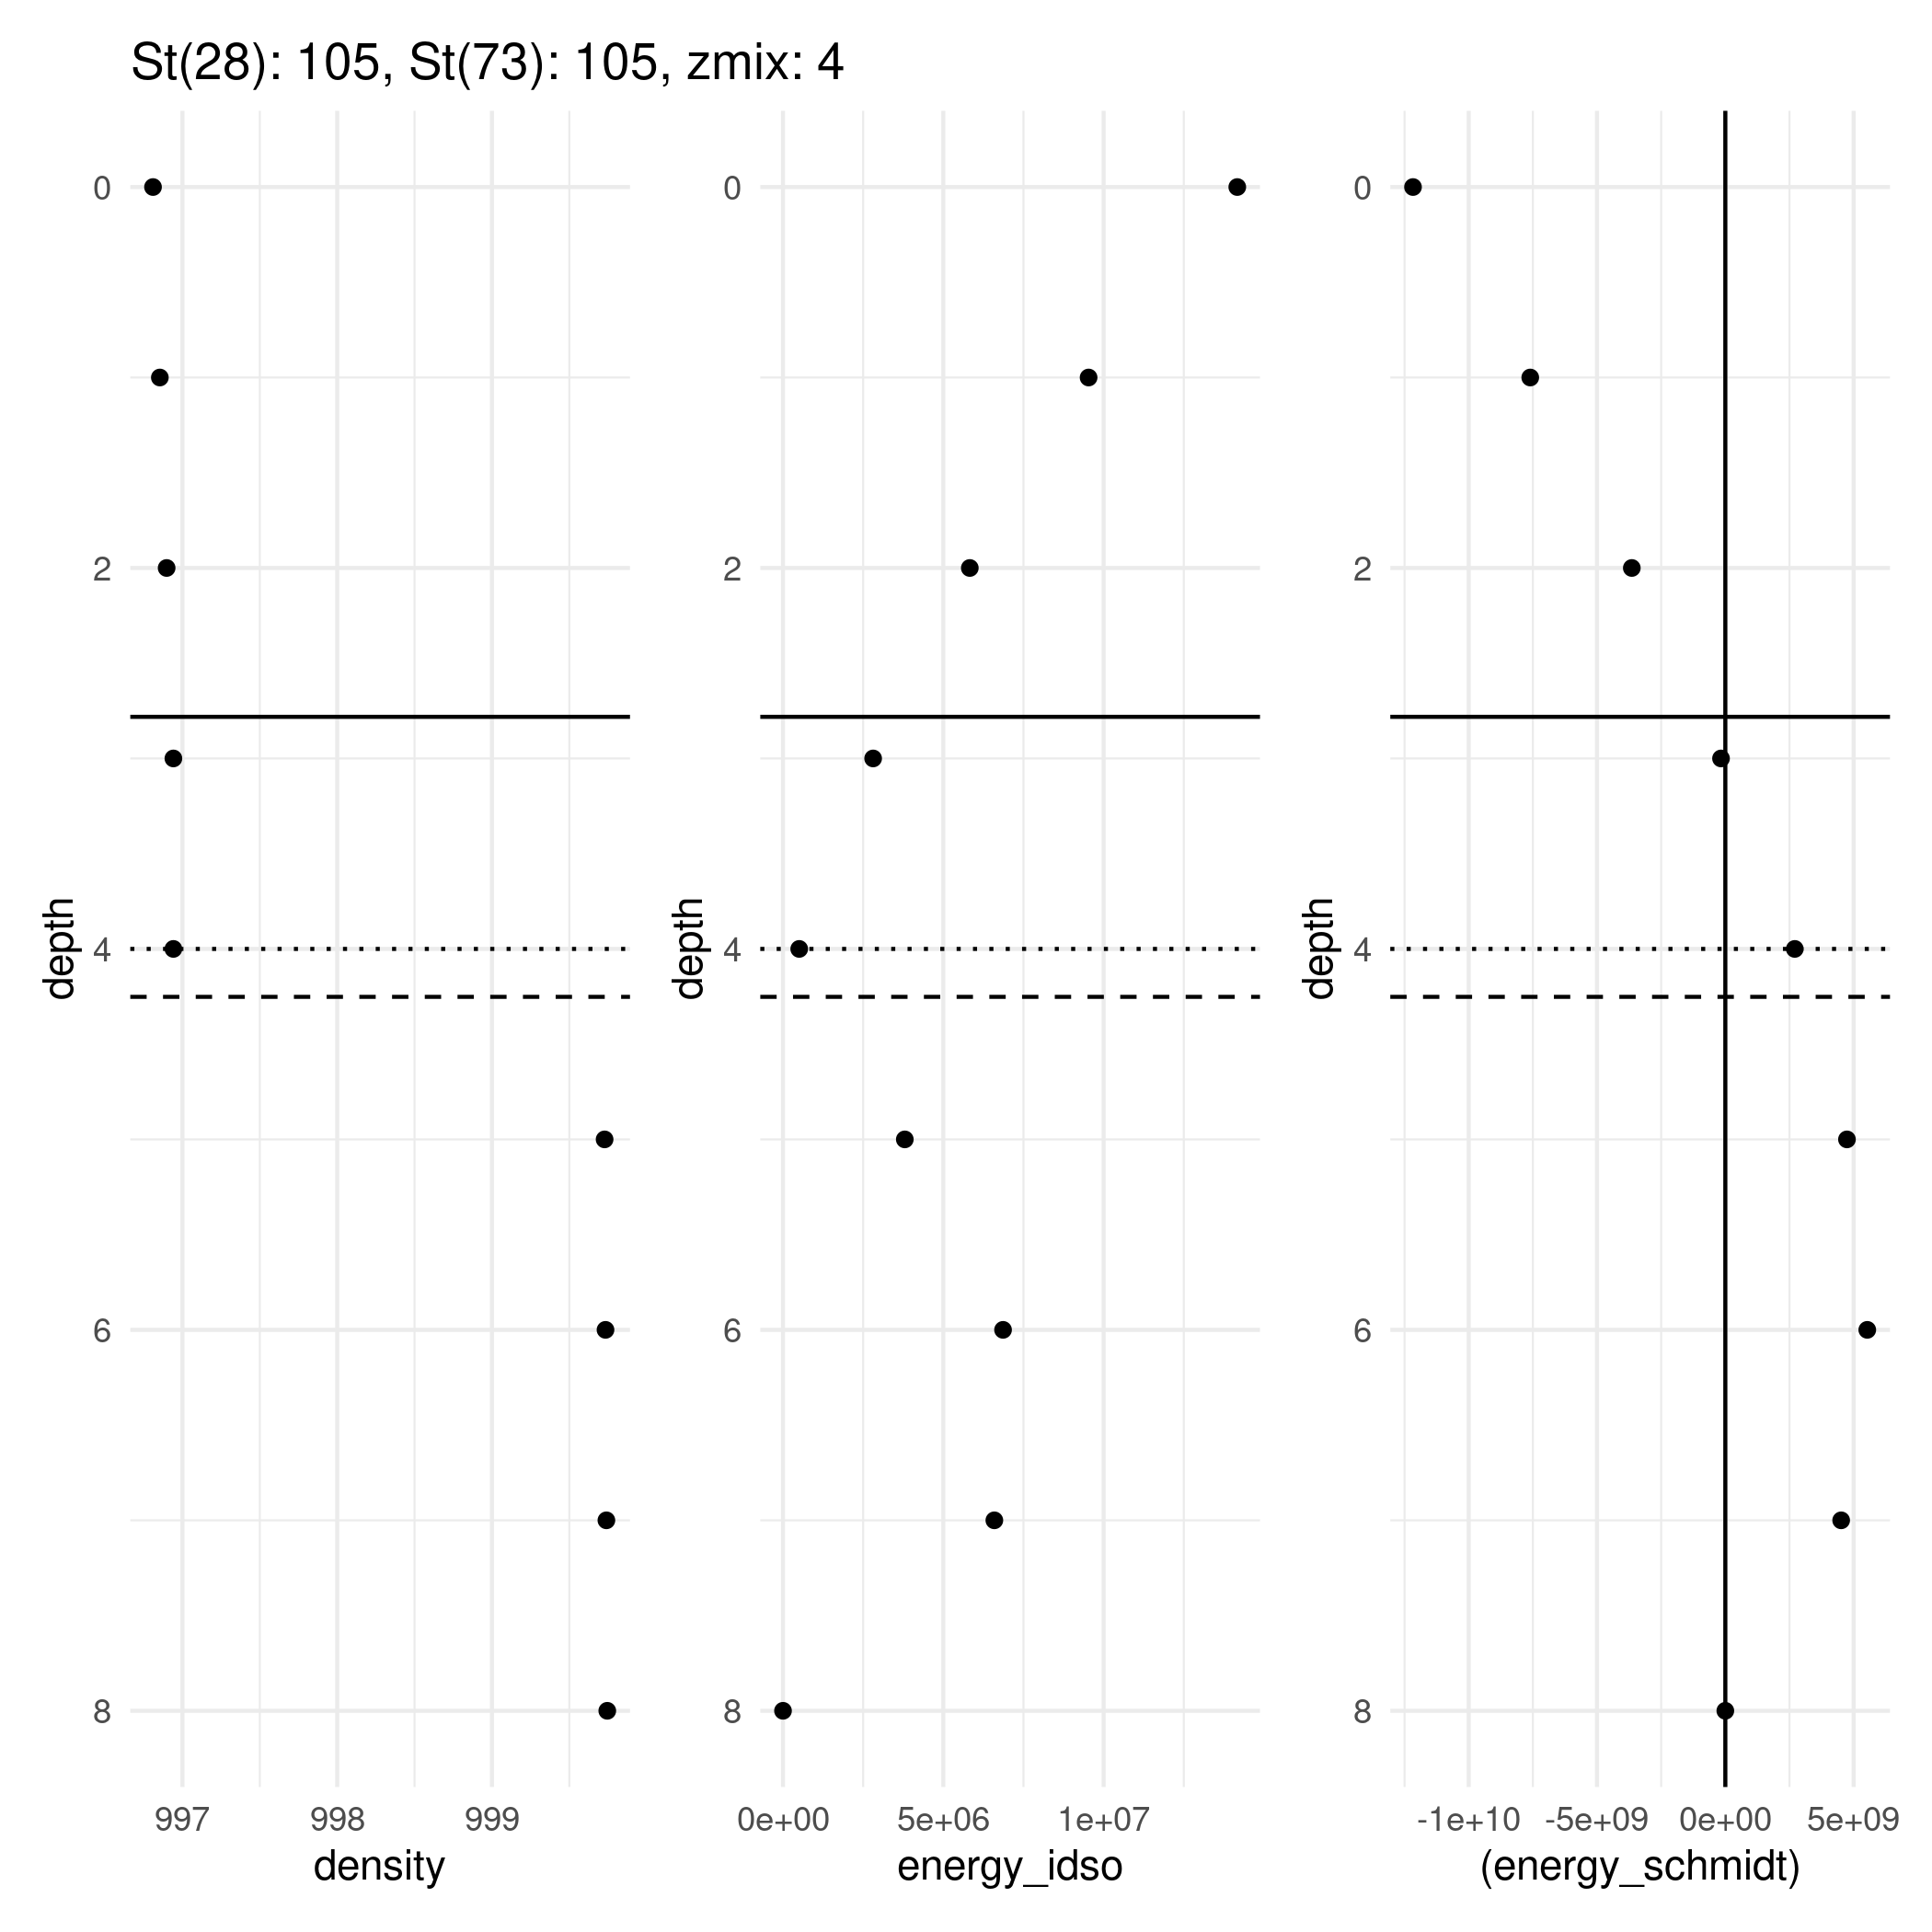 St(28): 105, St(73): 105, zmix: 4
0
2
4
6
8
depth
997 998 999
density
0
2
4
6
8
depth
0e+00 5e+06 1e+07
energy_idso
0
2
4
6
8
depth
-1e+10 -5e+09 0e+00 5e+09
(energy_schmidt)